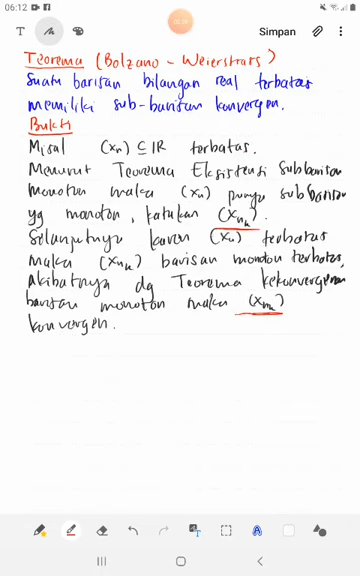 06:12
Simpan
Teorema (Bolzano - Weierstrars)
Suatu barisan bilangan real terbatas
memiliki sub-barisan konvergen.
Bukti
Misal (xn) ⊆ IR terbatas.
Menurut Teorema Eksistensi subbarisan
monoton maka (xn) punya subbarisan
yg monoton, katakan (xnk).
Selanjutnya karena (xn) terbatas
maka (xnk) barisan monoton terbatas,
Akibatnya dg Teorema kekonvergenan
barisan monoton maka (xnk)
konvergen.